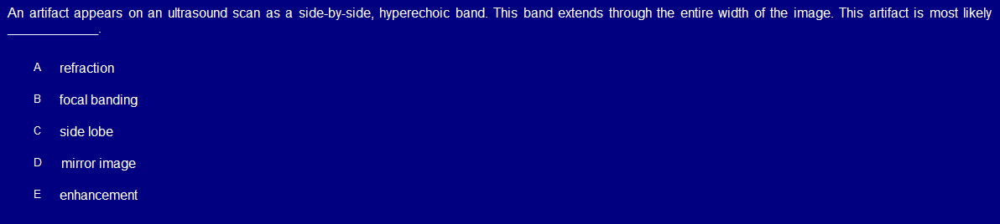 An artifact appears on an ultrasound scan as a side-by-side, hyperechoic band. This band extends through the entire width of the image. This artifact is most likely
_____________.
A refraction
B focal banding
C side lobe
D mirror image
E enhancement